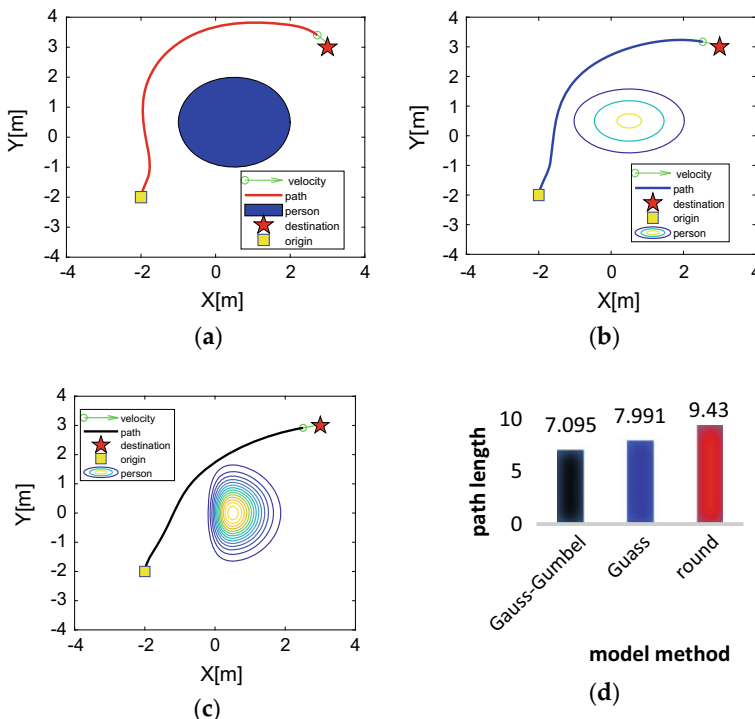 4
3
2
1
0
-1
-2
-3
-4
Y[m]
velocity
path
person
destination
origin
-4 -2 0 2 4
X[m]
(a)
4
3
2
1
0
-1
-2
-3
-4
Y[m]
velocity
path
destination
origin
person
-4 -2 0 2 4
X[m]
(b)
4
3
2
1
0
-1
-2
-3
-4
Y[m]
velocity
path
destination
origin
person
-4 -2 0 2 4
X[m]
(c)
path length
10
5
0
7.095 7.991 9.43
Gauss-Gumbel
Guass
round
model method
(d)